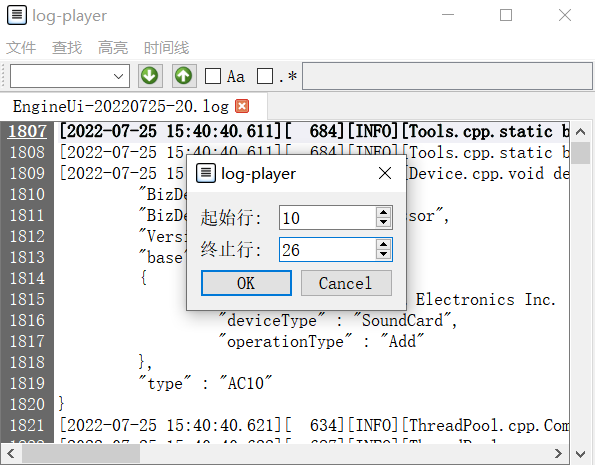 log-player
文件 查找 高亮 时间线
Aa .*
EngineUi-20220725-20.log
1807 [2022-07-25 15:40:40.611][ 684][INFO][Tools.cpp.static b
1808 [2022-07-25 15:40:40.611][ 684][INFO][Tools.cpp.static b
1809 [2022-07-25 15:40:40. Device.cpp.void de
1810 "BizDe
1811 "BizDe sor",
1812 "Versi
1813 "base"
1814 {
1815 Electronics Inc.
1816 "deviceType" : "SoundCard",
1817 "operationType" : "Add"
1818 },
1819 "type" : "AC10"
1820 }
1821 [2022-07-25 15:40:40.621][ 634][INFO][ThreadPool.cpp.Com
log-player
起始行: 10
终止行: 26
OK Cancel